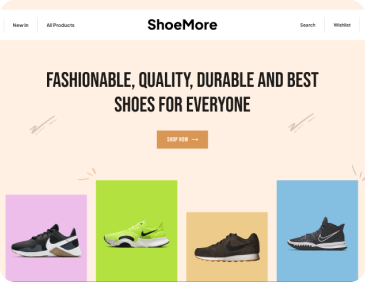 New In
All Products
ShoeMore
Search
Wishlist
FASHIONABLE, QUALITY, DURABLE AND BEST
SHOES FOR EVERYONE
SHOP NOW